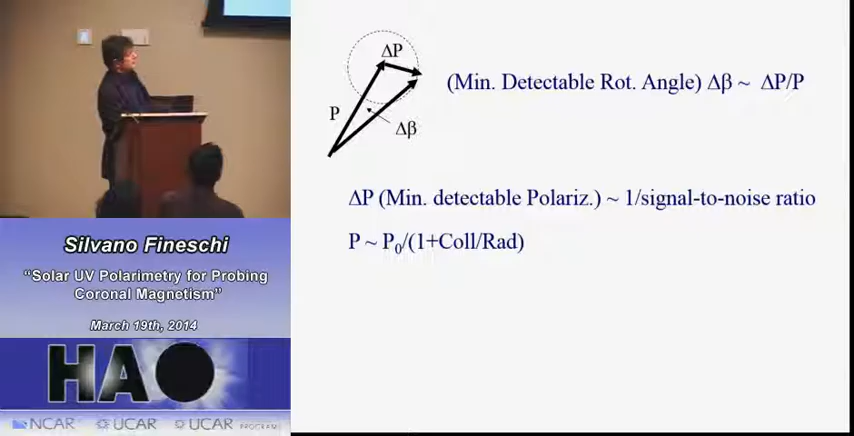 ΔP
P
Δβ
(Min. Detectable Rot. Angle) Δβ ~ ΔP/P
ΔP (Min. detectable Polariz.) ~ 1/signal-to-noise ratio
P ~ P₀/(1+Coll/Rad)
Silvano Fineschi
“Solar UV Polarimetry for Probing
Coronal Magnetism”
March 19th, 2014
HAO
NCAR UCAR UCAR PROGRAMS